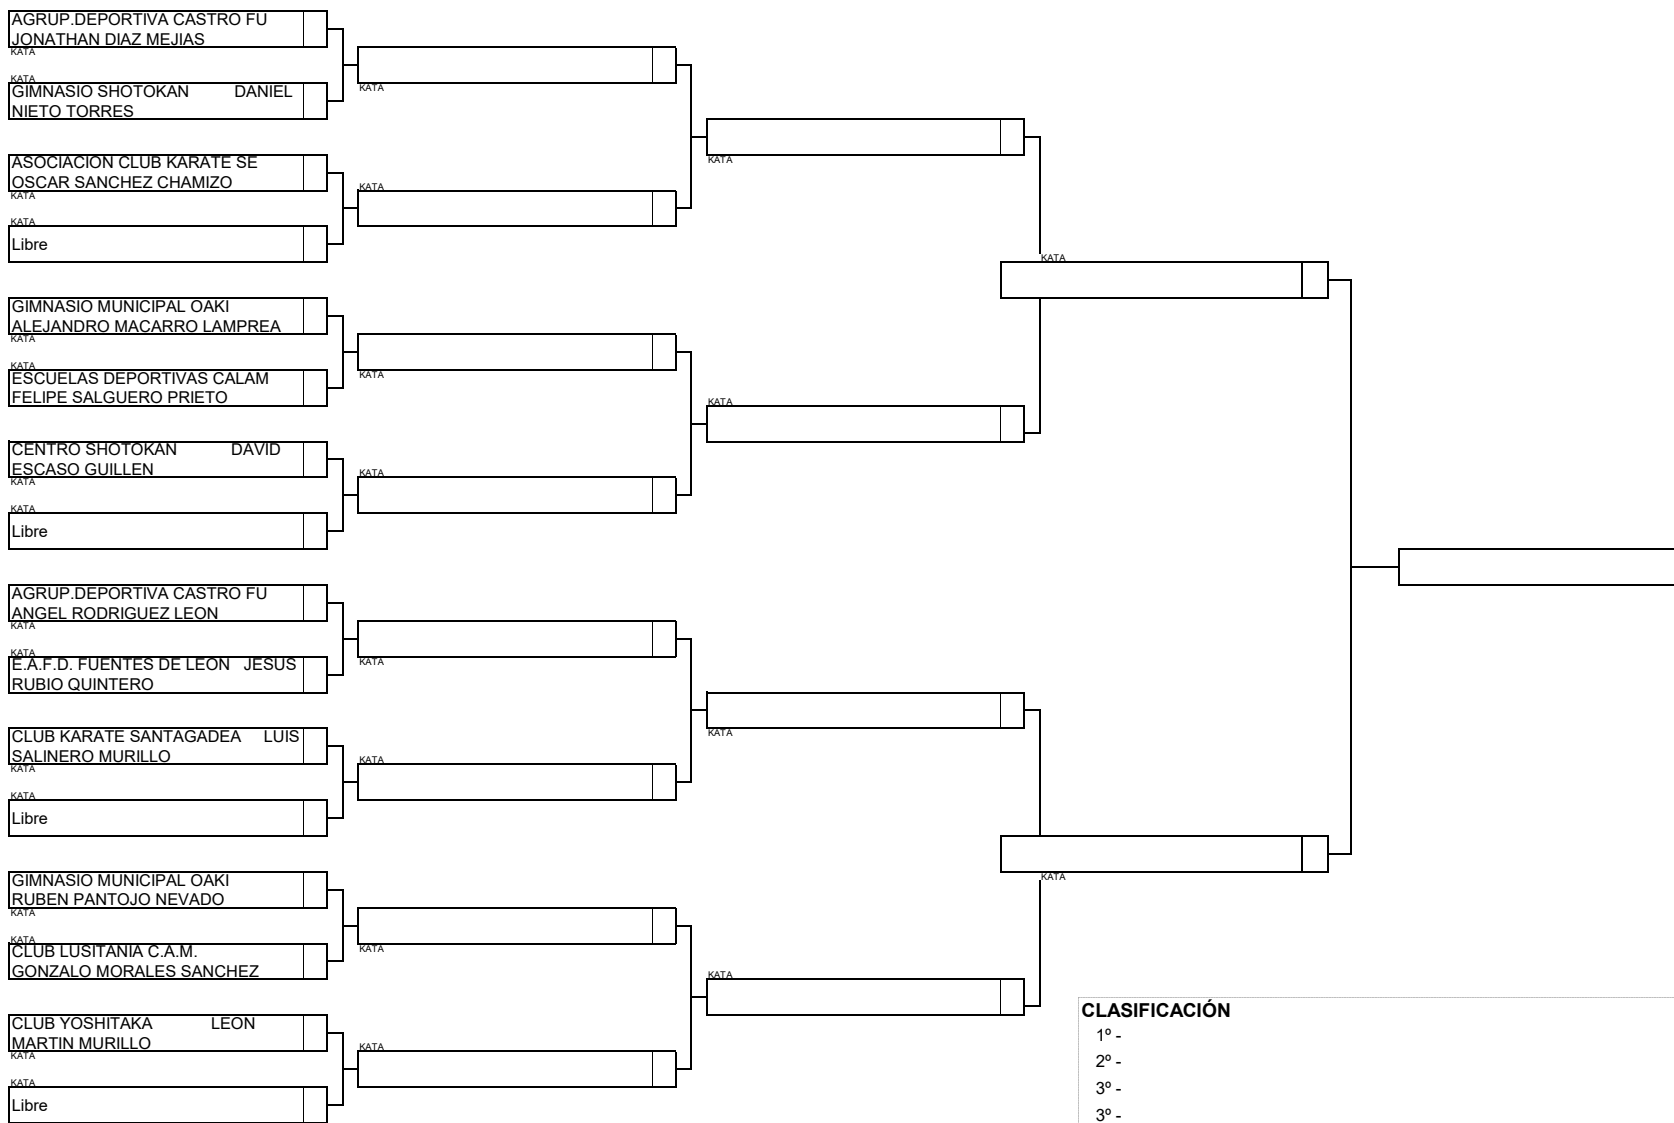 AGRUP.DEPORTIVA CASTRO FU
JONATHAN DIAZ MEJIAS
KATA
KATA
GIMNASIO SHOTOKAN DANIEL
NIETO TORRES
ASOCIACION CLUB KARATE SE
OSCAR SANCHEZ CHAMIZO
KATA
KATA
Libre
GIMNASIO MUNICIPAL OAKI
ALEJANDRO MACARRO LAMPREA
KATA
KATA
ESCUELAS DEPORTIVAS CALAM
FELIPE SALGUERO PRIETO
CENTRO SHOTOKAN DAVID
ESCASO GUILLEN
KATA
KATA
Libre
AGRUP.DEPORTIVA CASTRO FU
ANGEL RODRIGUEZ LEON
KATA
KATA
E.A.F.D. FUENTES DE LEON JESUS
RUBIO QUINTERO
CLUB KARATE SANTAGADEA LUIS
SALINERO MURILLO
KATA
KATA
Libre
GIMNASIO MUNICIPAL OAKI
RUBEN PANTOJO NEVADO
KATA
KATA
CLUB LUSITANIA C.A.M.
GONZALO MORALES SANCHEZ
CLUB YOSHITAKA LEON
MARTIN MURILLO
KATA
KATA
Libre
KATA
KATA
KATA
KATA
KATA
KATA
KATA
KATA
KATA
KATA
KATA
KATA
KATA
KATA
CLASIFICACIÓN
1º -
2º -
3º -
3º -